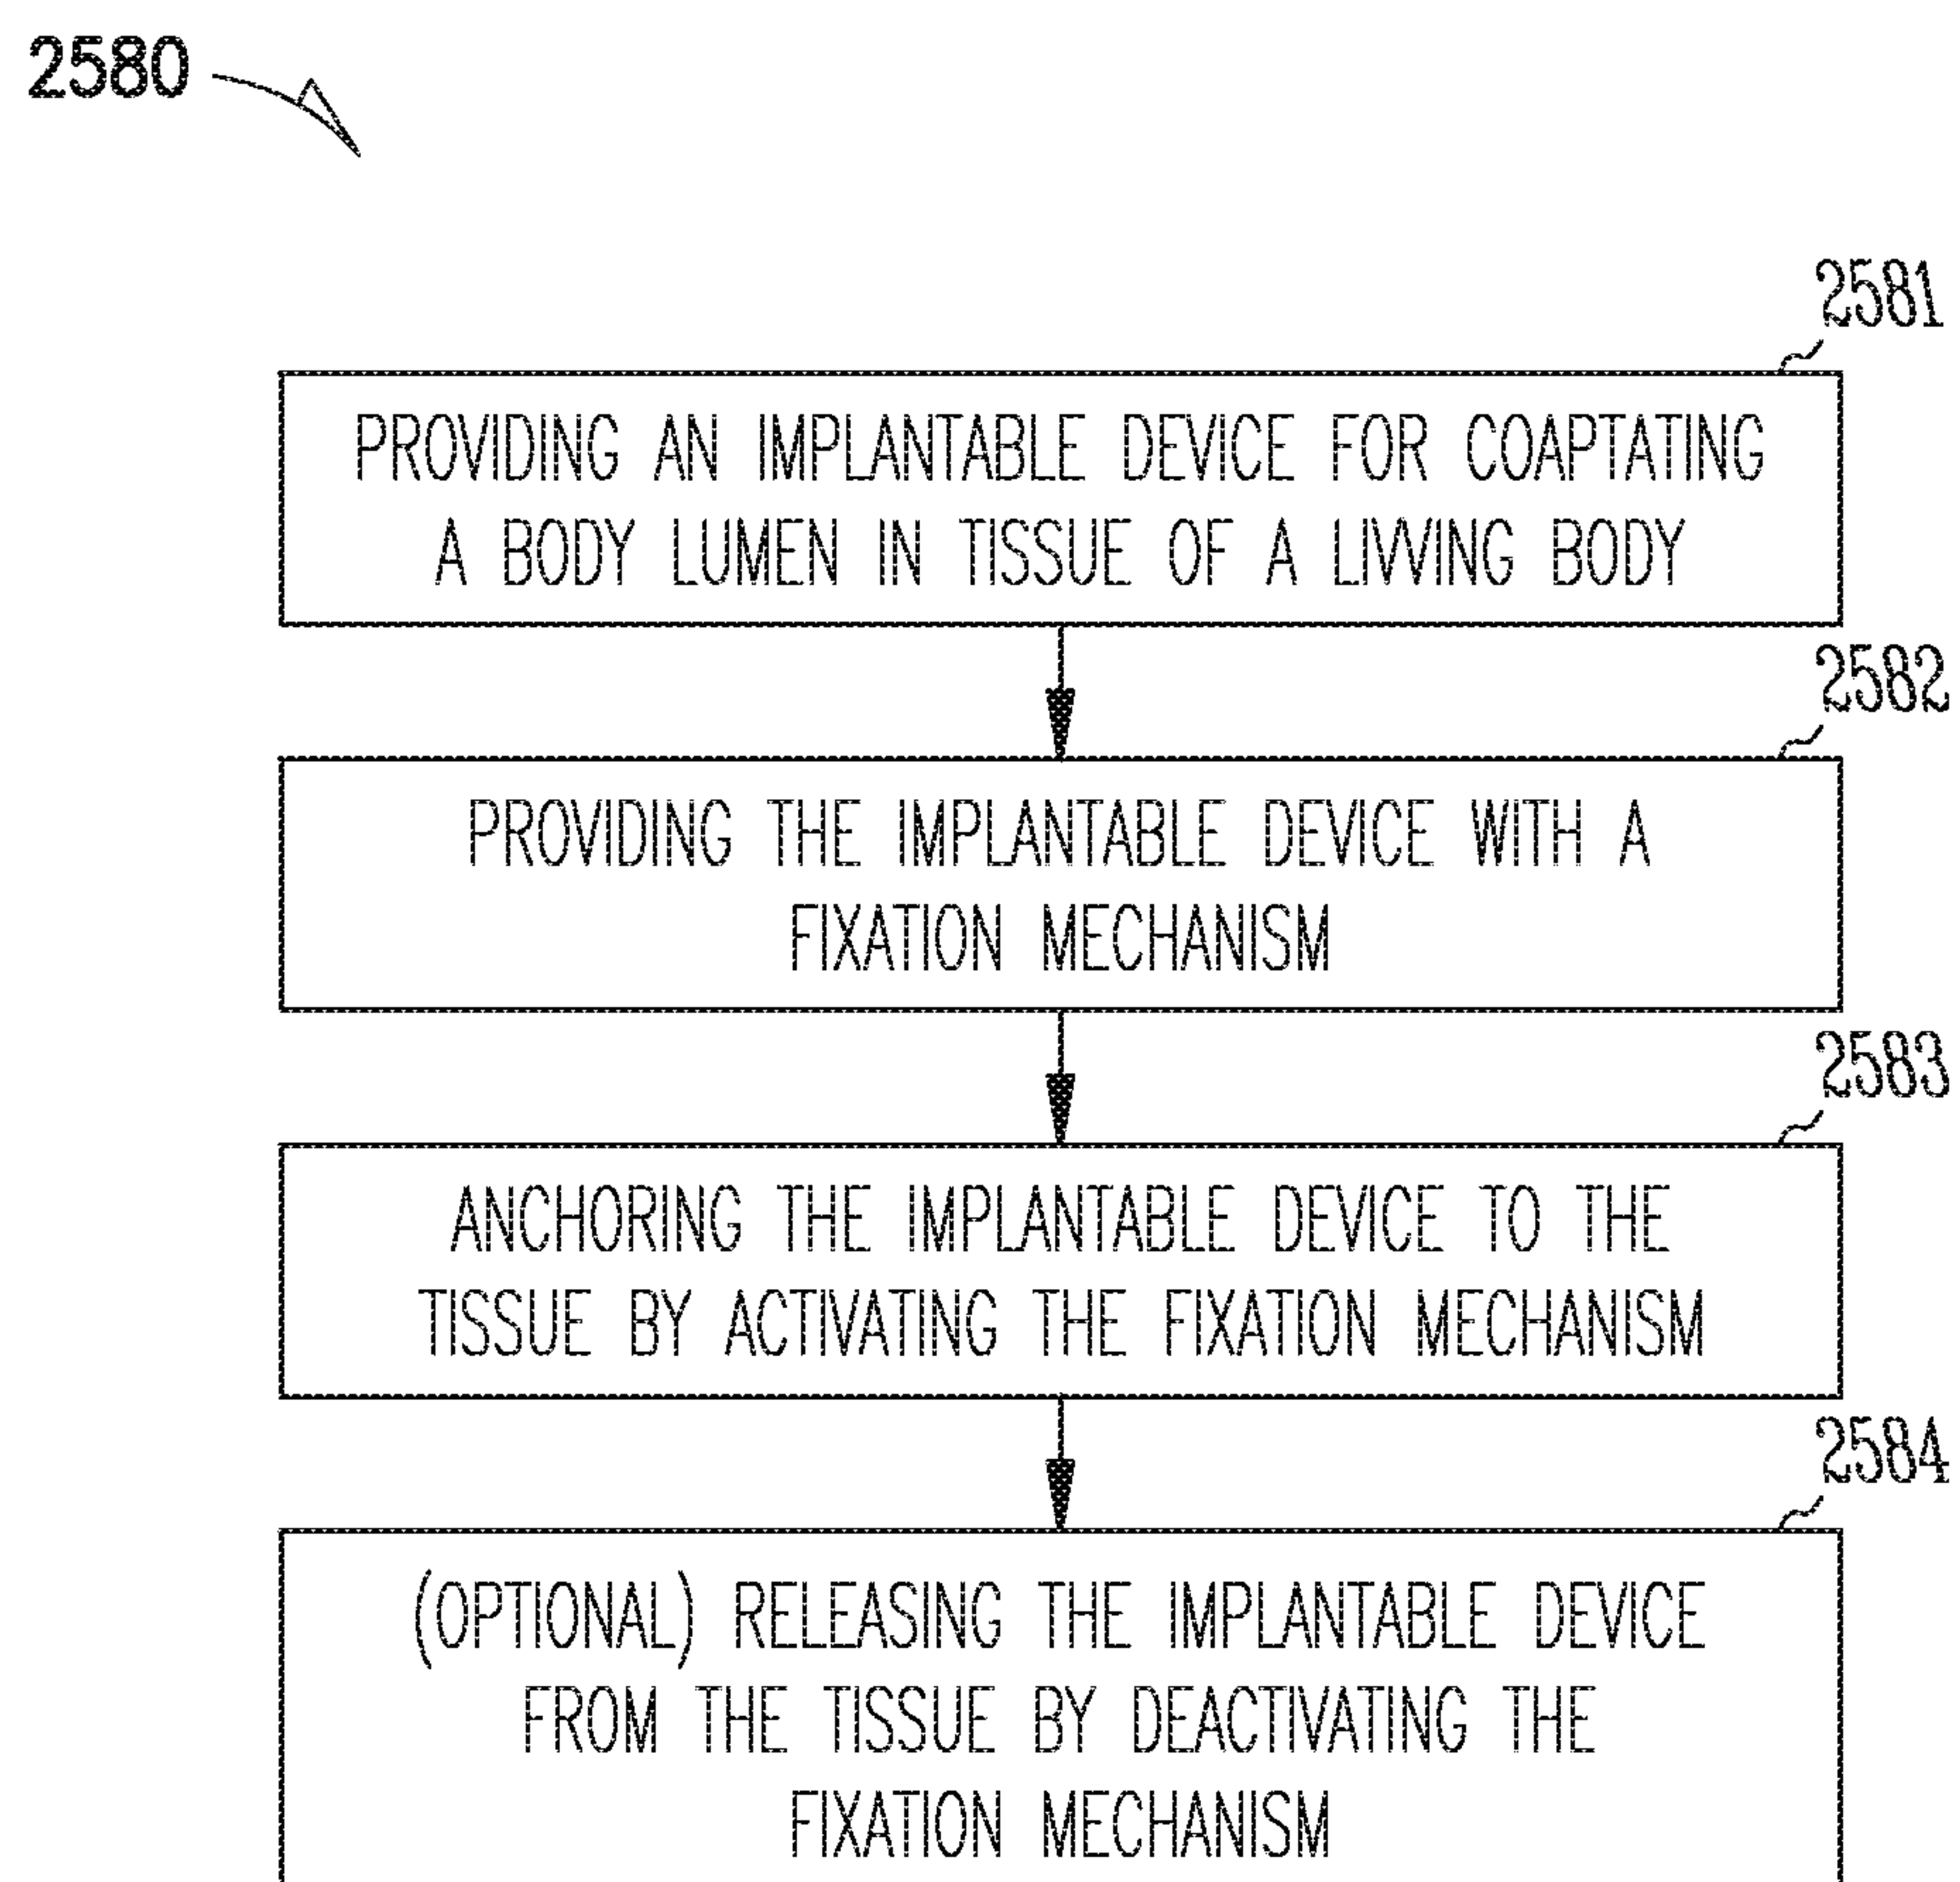 2580
2581
PROVIDING AN IMPLANTABLE DEVICE FOR COAPTATING
A BODY LUMEN IN TISSUE OF A LIVVING BODY
2582
PROVIDING THE IMPLANTABLE DEVICE WITH A
FIXATION MECHANISM
2583
ANCHORING THE IMPLANTABLE DEVICE TO THE
TISSUE BY ACTIVATING THE FIXATION MECHANISM
2584
(OPTIONAL) RELEASING THE IMPLANTABLE DEVICE
FROM THE TISSUE BY DEACTIVATING THE
FIXATION MECHANISM